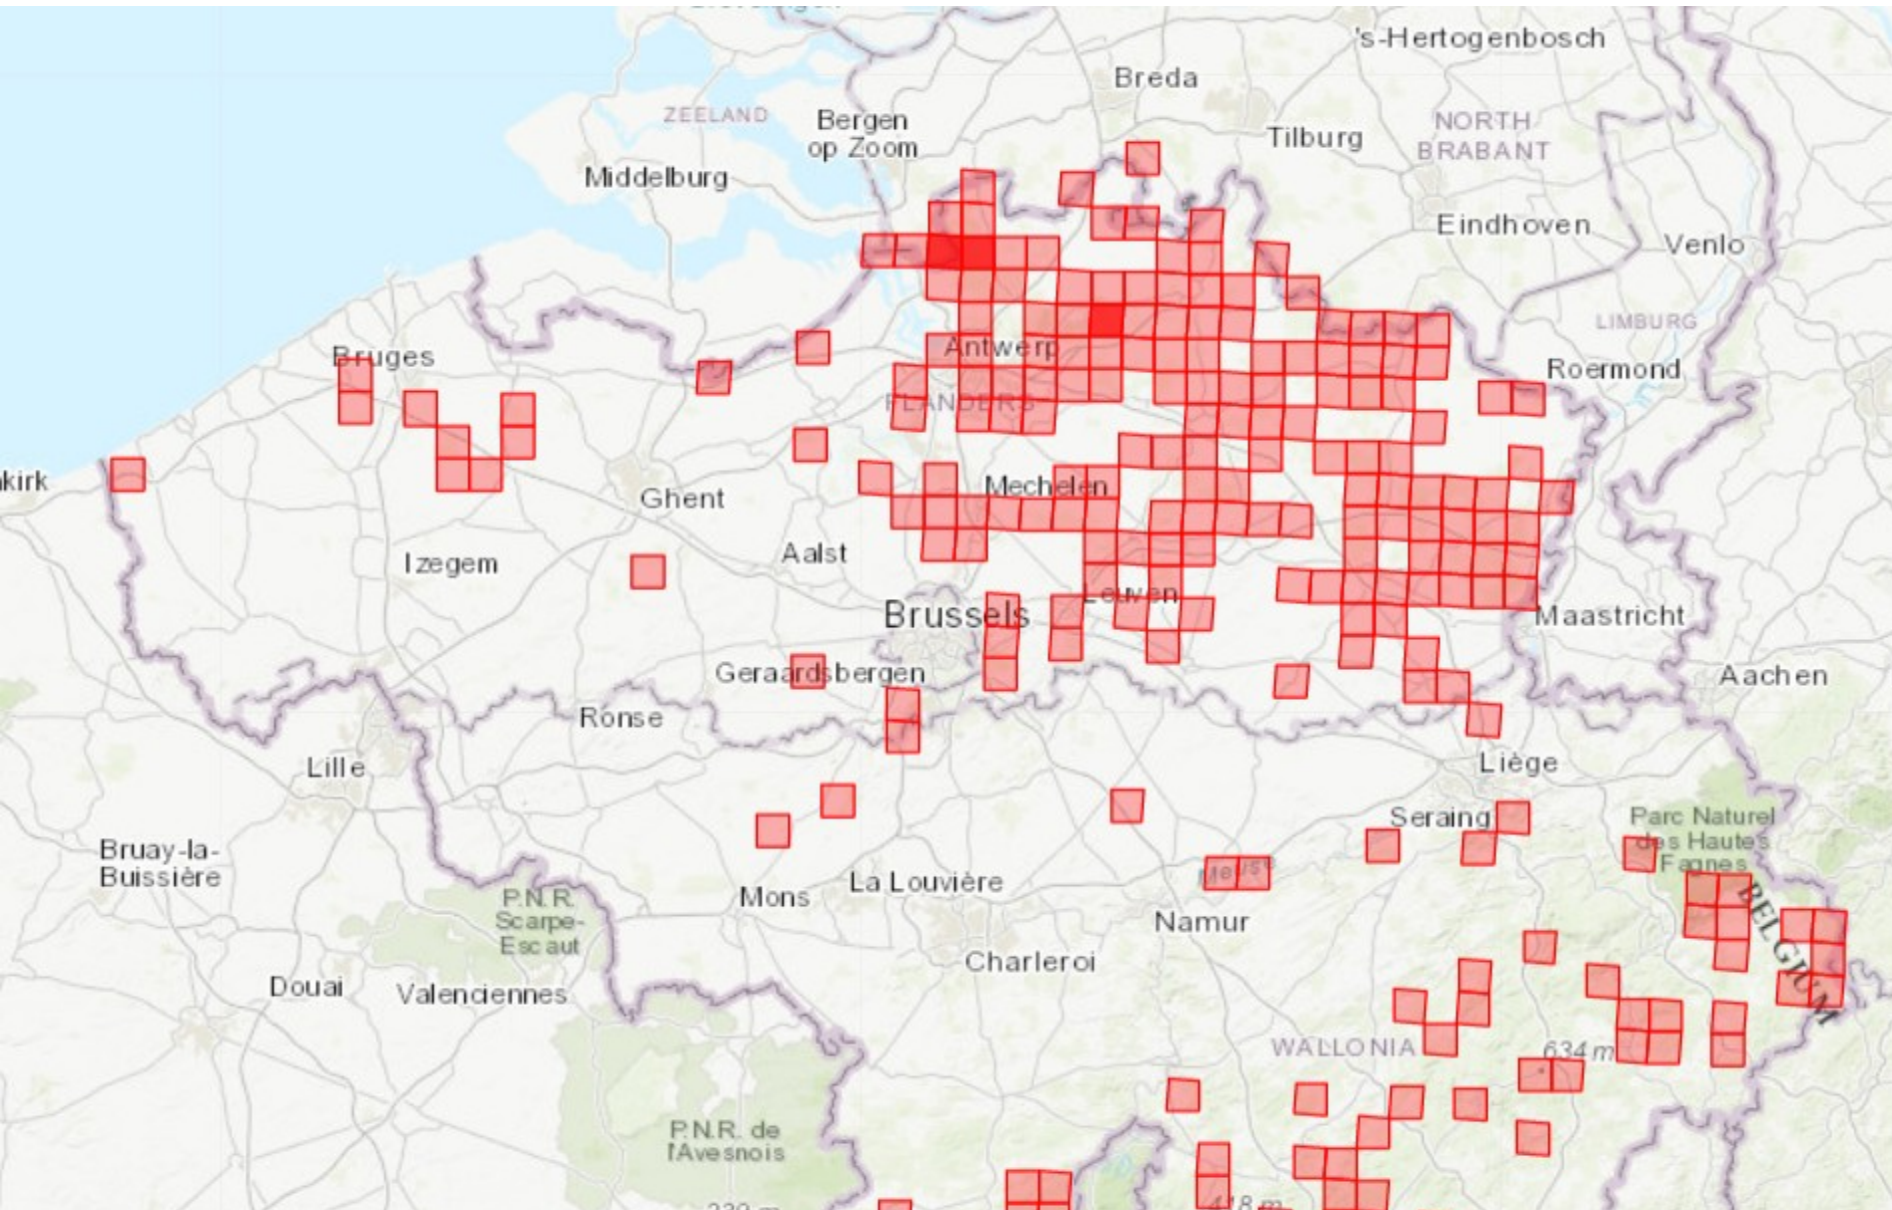 's-Hertogenbosch
Breda
ZEELAND
Bergen
op Zoom
NORTH
BRABANT
Tilburg
Middelburg
Eindhoven
Venlo
LIMBURG
Bruges
Antwerp
Roermond
FLANDERS
Mechelen
kirk
Ghent
Aalst
Izegem
Leuven
Brussels
Maastricht
Geraardsbergen
Aachen
Ronse
Lille
Liège
Seraing
Parc Naturel
des Hautes
Fagnes
Bruay-la-
Buissière
Meuse
La Louvière
Mons
P.N.R.
Scarpe-
Escaut
BELGIUM
Namur
Charleroi
Douai
Valenciennes
WALLONIA
634 m
P.N.R. de
l'Avesnois
418 m